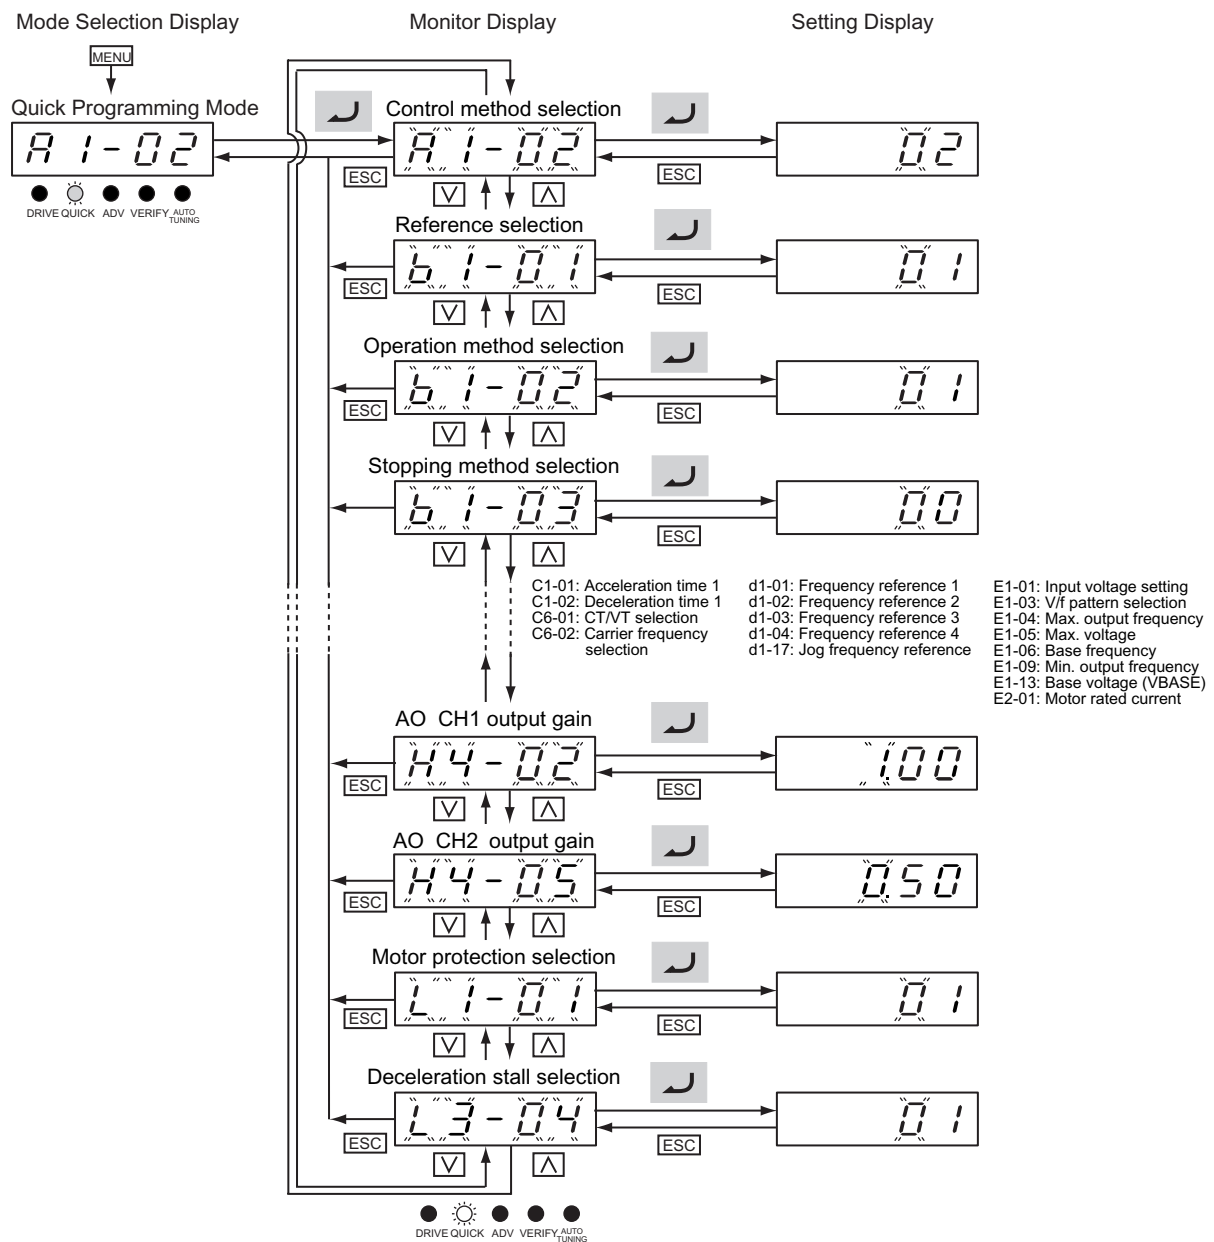 Mode Selection Display
Monitor Display
Setting Display
MENU
Quick Programming Mode
Control method selection
A1-02
A1-02
02
ESC
ESC
DRIVE QUICK ADV VERIFY AUTO TUNING
Reference selection
b1-01
01
ESC
ESC
Operation method selection
b1-02
01
ESC
ESC
Stopping method selection
b1-03
00
ESC
C1-01: Acceleration time 1
C1-02: Deceleration time 1
C6-01: CT/VT selection
C6-02: Carrier frequency
selection
d1-01: Frequency reference 1
d1-02: Frequency reference 2
d1-03: Frequency reference 3
d1-04: Frequency reference 4
d1-17: Jog frequency reference
E1-01: Input voltage setting
E1-03: V/f pattern selection
E1-04: Max. output frequency
E1-05: Max. voltage
E1-06: Base frequency
E1-09: Min. output frequency
E1-13: Base voltage (VBASE)
E2-01: Motor rated current
AO CH1 output gain
H4-02
1.00
ESC
ESC
AO CH2 output gain
H4-05
0.50
ESC
ESC
Motor protection selection
L1-01
01
ESC
ESC
Deceleration stall selection
L3-04
01
ESC
ESC
DRIVE QUICK ADV VERIFY AUTO TUNING